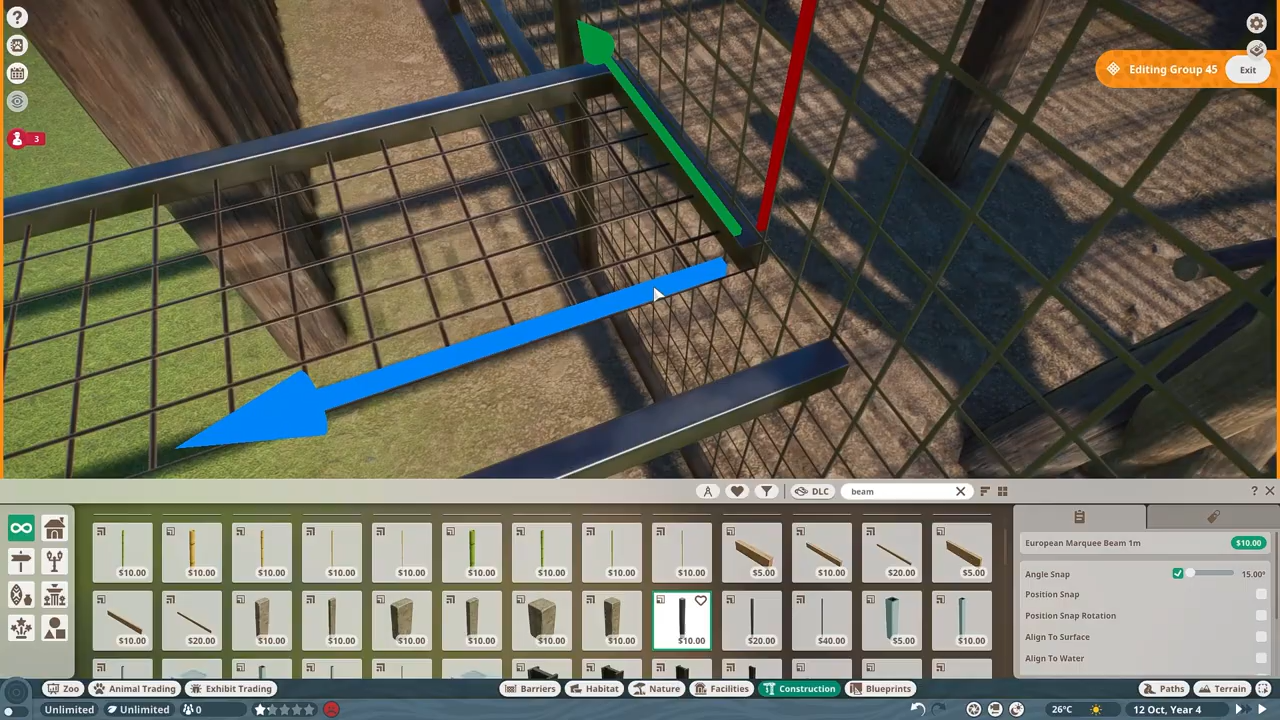 ?
Editing Group 45
Exit
3
DLC
beam
? 
$10.00 $10.00 $10.00 $10.00 $10.00 $10.00 $10.00 $10.00 $10.00 $5.00 $10.00 $20.00 $5.00
$10.00 $20.00 $10.00 $10.00 $10.00 $10.00 $10.00 $10.00 $10.00 $20.00 $40.00 $5.00 $10.00
European Marquee Beam 1m $10.00
Angle Snap 15.00°
Position Snap
Position Snap Rotation
Align To Surface
Align To Water
Zoo Animal Trading Exhibit Trading Barriers Habitat Nature Facilities Construction Blueprints Paths Terrain
Unlimited Unlimited 0 26°C 12 Oct, Year 4